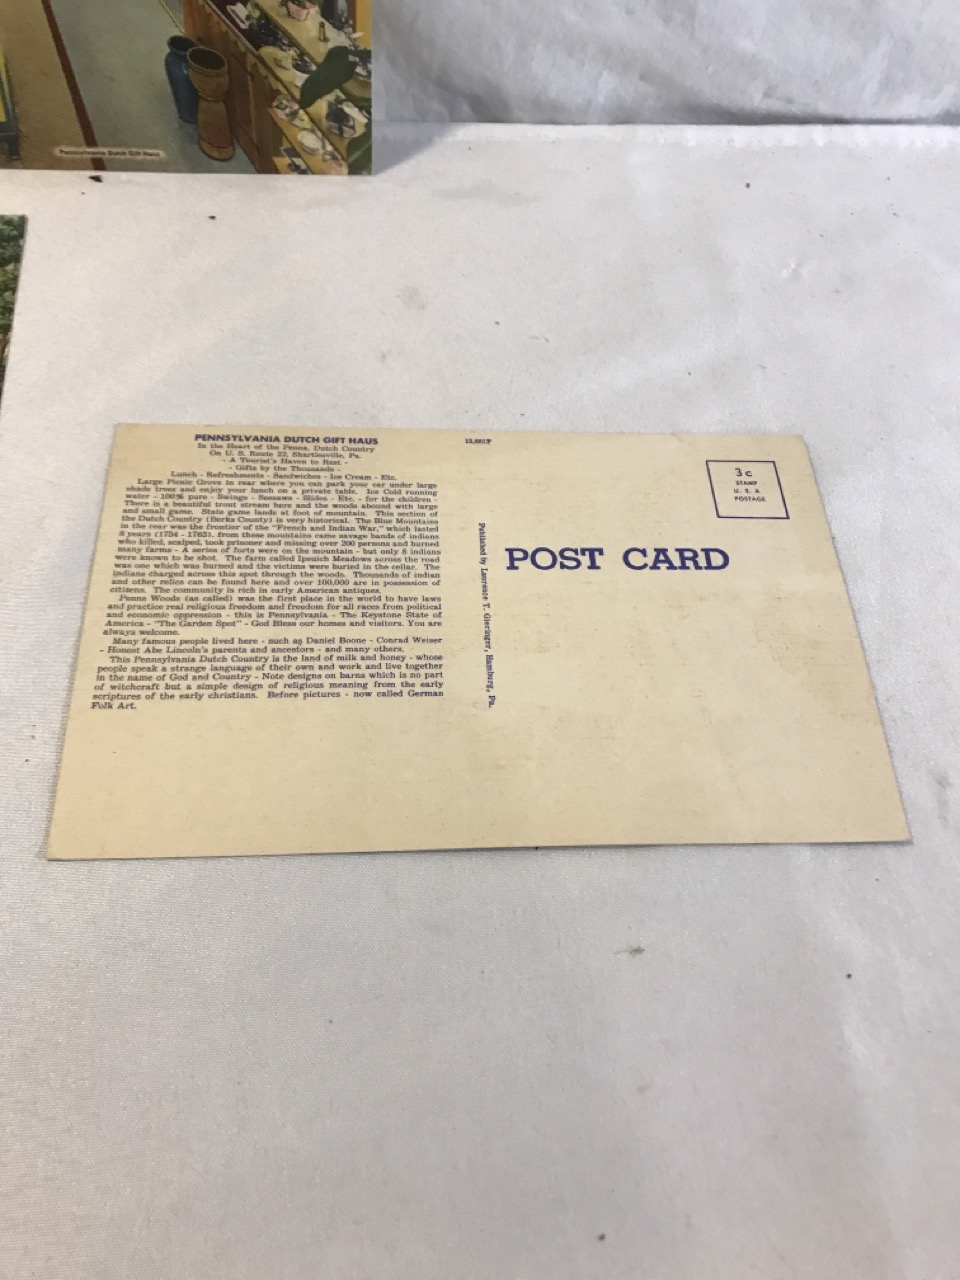 Pennsylvania Dutch Gift Haus
PENNSYLVANIA DUTCH GIFT HAUS
In the Heart of the Penna. Dutch Country
On U. S. Route 22, Shartlesville, Pa.
- A Tourist's Haven to Rest -
- Gifts by the Thousands -
Lunch - Refreshments - Sandwiches - Ice Cream - Etc.
Large Picnic Grove in rear where you can park your car under large
shade trees and enjoy your lunch on a private table. Ice Cold running
water - 100% pure - Swings - Seesaws - Slides - Etc. - for the children -
There is a beautiful trout stream here and the woods abound with large
and small game. State game lands at foot of mountain. This section of
the Dutch Country (Berks County) is very historical. The Blue Mountains
in the rear was the frontier of the "French and Indian War," which lasted
8 years (1754 - 1763). from these mountains came savage bands of indians
who killed, scalped, took prisoner and missing over 200 persons and burned
many farms - A series of forts were on the mountain - but only 8 indians
were known to be shot. The farm called Ipsuich Meadows across the road
was one which was burned and the victims were buried in the cellar. The
indians charged across this spot through the woods. Thousands of indian
and other relics can be found here and over 100,000 are in possession of
citizens. The community is rich in early American antiques.
Penns Woods (as called) was the first place in the world to have laws
and practice real religious freedom and freedom for all races from political
and economic oppression - this is Pennsylvania - The Keystone State of
America - "The Garden Spot" - God Bless our homes and visitors. You are
always welcome.
Many famous people lived here - such as Daniel Boone - Conrad Weiser
- Honest Abe Lincoln's parents and ancestors - and many others.
This Pennsylvania Dutch Country is the land of milk and honey - whose
people speak a strange language of their own and work and live together
in the name of God and Country - Note designs on barns which is no part
of witchcraft but a simple design of religious meaning from the early
scriptures of the early christians. Before pictures - now called German
Folk Art.
Published by Laurence T. Gieringer, Hamburg, Pa.
POST CARD
3c
STAMP
U. S. A
POSTAGE